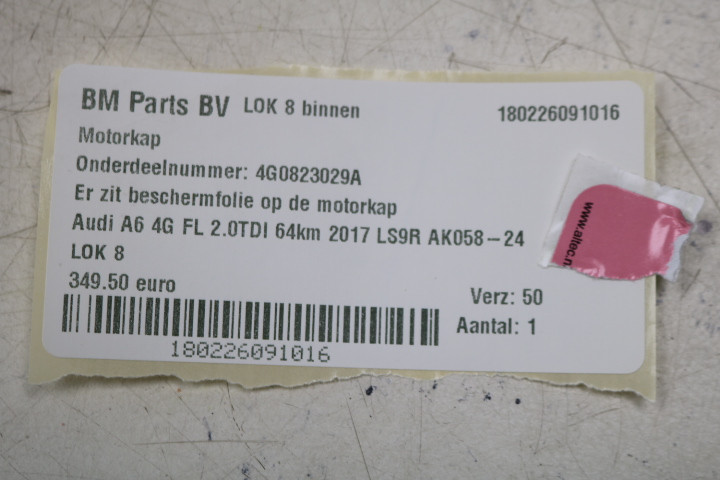 BM Parts BV LOK 8 binnen 180226091016
Motorkap
Onderdeelnummer: 4G0823029A
Er zit beschermfolie op de motorkap
Audi A6 4G FL 2.0TDI 64km 2017 LS9R AK058-24
LOK 8
349.50 euro
Verz: 50
Aantal: 1
180226091016
www.altec.n